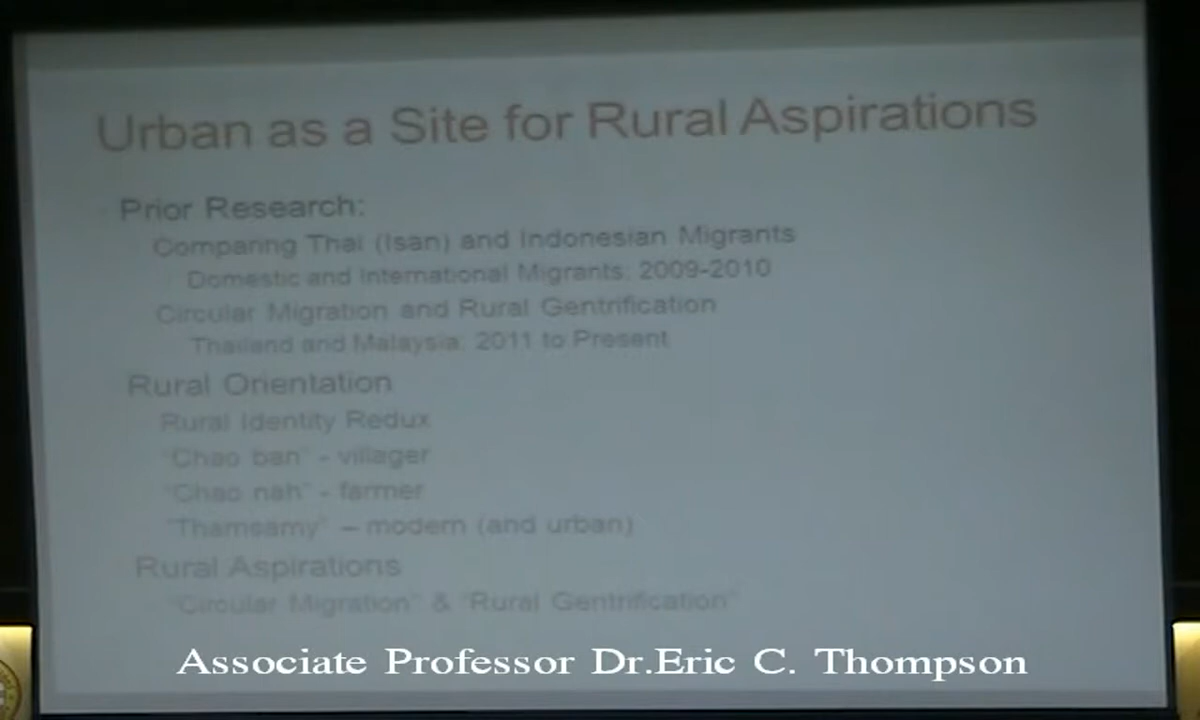 Urban as a Site for Rural Aspirations
Prior Research:
Comparing Thai (Isan) and Indonesian Migrants
Domestic and International Migrants: 2009-2010
Circular Migration and Rural Gentrification
Thailand and Malaysia: 2011 to Present
Rural Orientation
Rural Identity Redux
"Chao ban" - villager
"Chao nah" - farmer
"Thamsamy" – modern (and urban)
Rural Aspirations
"Circular Migration" & "Rural Gentrification"
Associate Professor Dr.Eric C. Thompson